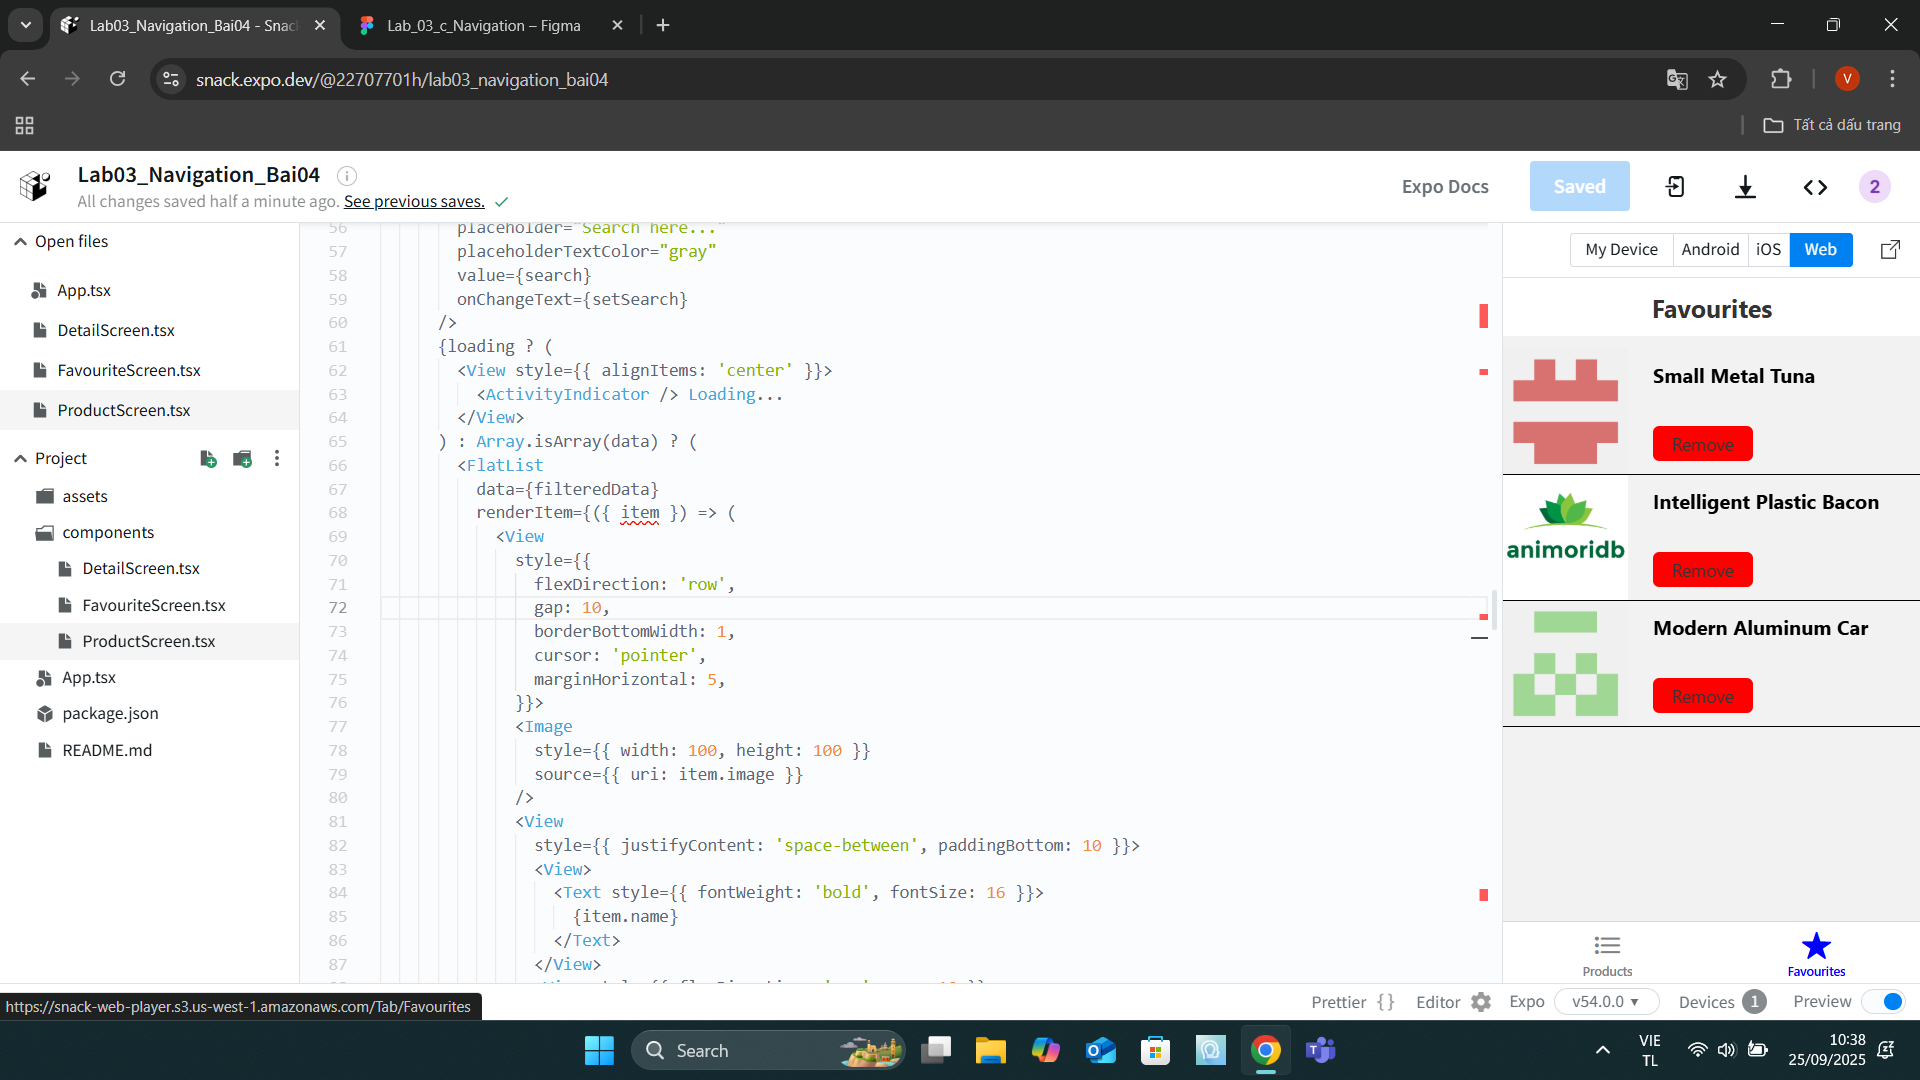 Lab03_Navigation_Bai04 - Snac
Lab_03_c_Navigation – Figma
snack.expo.dev/@22707701h/lab03_navigation_bai04
V
Tất cả dấu trang
Lab03_Navigation_Bai04
All changes saved half a minute ago. See previous saves.
Expo Docs
Saved
2
Open files
App.tsx
DetailScreen.tsx
FavouriteScreen.tsx
ProductScreen.tsx
Project
assets
components
DetailScreen.tsx
FavouriteScreen.tsx
ProductScreen.tsx
App.tsx
package.json
README.md
56 placeholder="Search here..."
57 placeholderTextColor="gray"
58 value={search}
59 onChangeText={setSearch}
60 />
61 {loading ? (
62 <View style={{ alignItems: 'center' }}>
63 <ActivityIndicator /> Loading...
64 </View>
65 ) : Array.isArray(data) ? (
66 <FlatList
67 data={filteredData}
68 renderItem={({ item }) => (
69 <View
70 style={{
71 flexDirection: 'row',
72 gap: 10,
73 borderBottomWidth: 1,
74 cursor: 'pointer',
75 marginHorizontal: 5,
76 }}>
77 <Image
78 style={{ width: 100, height: 100 }}
79 source={{ uri: item.image }}
80 />
81 <View
82 style={{ justifyContent: 'space-between', paddingBottom: 10 }}>
83 <View>
84 <Text style={{ fontWeight: 'bold', fontSize: 16 }}>
85 {item.name}
86 </Text>
87 </View>
My Device
Android
iOS
Web
Favourites
Small Metal Tuna
Remove
animoridb
Intelligent Plastic Bacon
Remove
Modern Aluminum Car
Remove
Products
Favourites
https://snack-web-player.s3.us-west-1.amazonaws.com/Tab/Favourites
Prettier { }
Editor
Expo
v54.0.0
Devices 1
Preview
Search
VIE
TL
10:38
25/09/2025